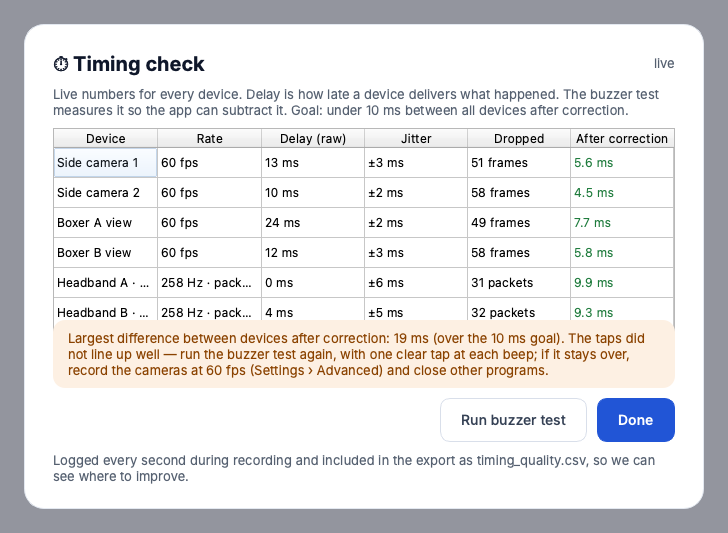 ⏱ Timing check
live
Live numbers for every device. Delay is how late a device delivers what happened. The buzzer test
measures it so the app can subtract it. Goal: under 10 ms between all devices after correction.
Device Rate Delay (raw) Jitter Dropped After correction
Side camera 1 60 fps 13 ms ±3 ms 51 frames 5.6 ms
Side camera 2 60 fps 10 ms ±2 ms 58 frames 4.5 ms
Boxer A view 60 fps 24 ms ±2 ms 49 frames 7.7 ms
Boxer B view 60 fps 12 ms ±3 ms 58 frames 5.8 ms
Headband A · ... 258 Hz · pack... 0 ms ±6 ms 31 packets 9.9 ms
Headband B · ... 258 Hz · pack... 4 ms ±5 ms 32 packets 9.3 ms
Largest difference between devices after correction: 19 ms (over the 10 ms goal). The taps did
not line up well — run the buzzer test again, with one clear tap at each beep; if it stays over,
record the cameras at 60 fps (Settings › Advanced) and close other programs.
Run buzzer test Done
Logged every second during recording and included in the export as timing_quality.csv, so we can
see where to improve.